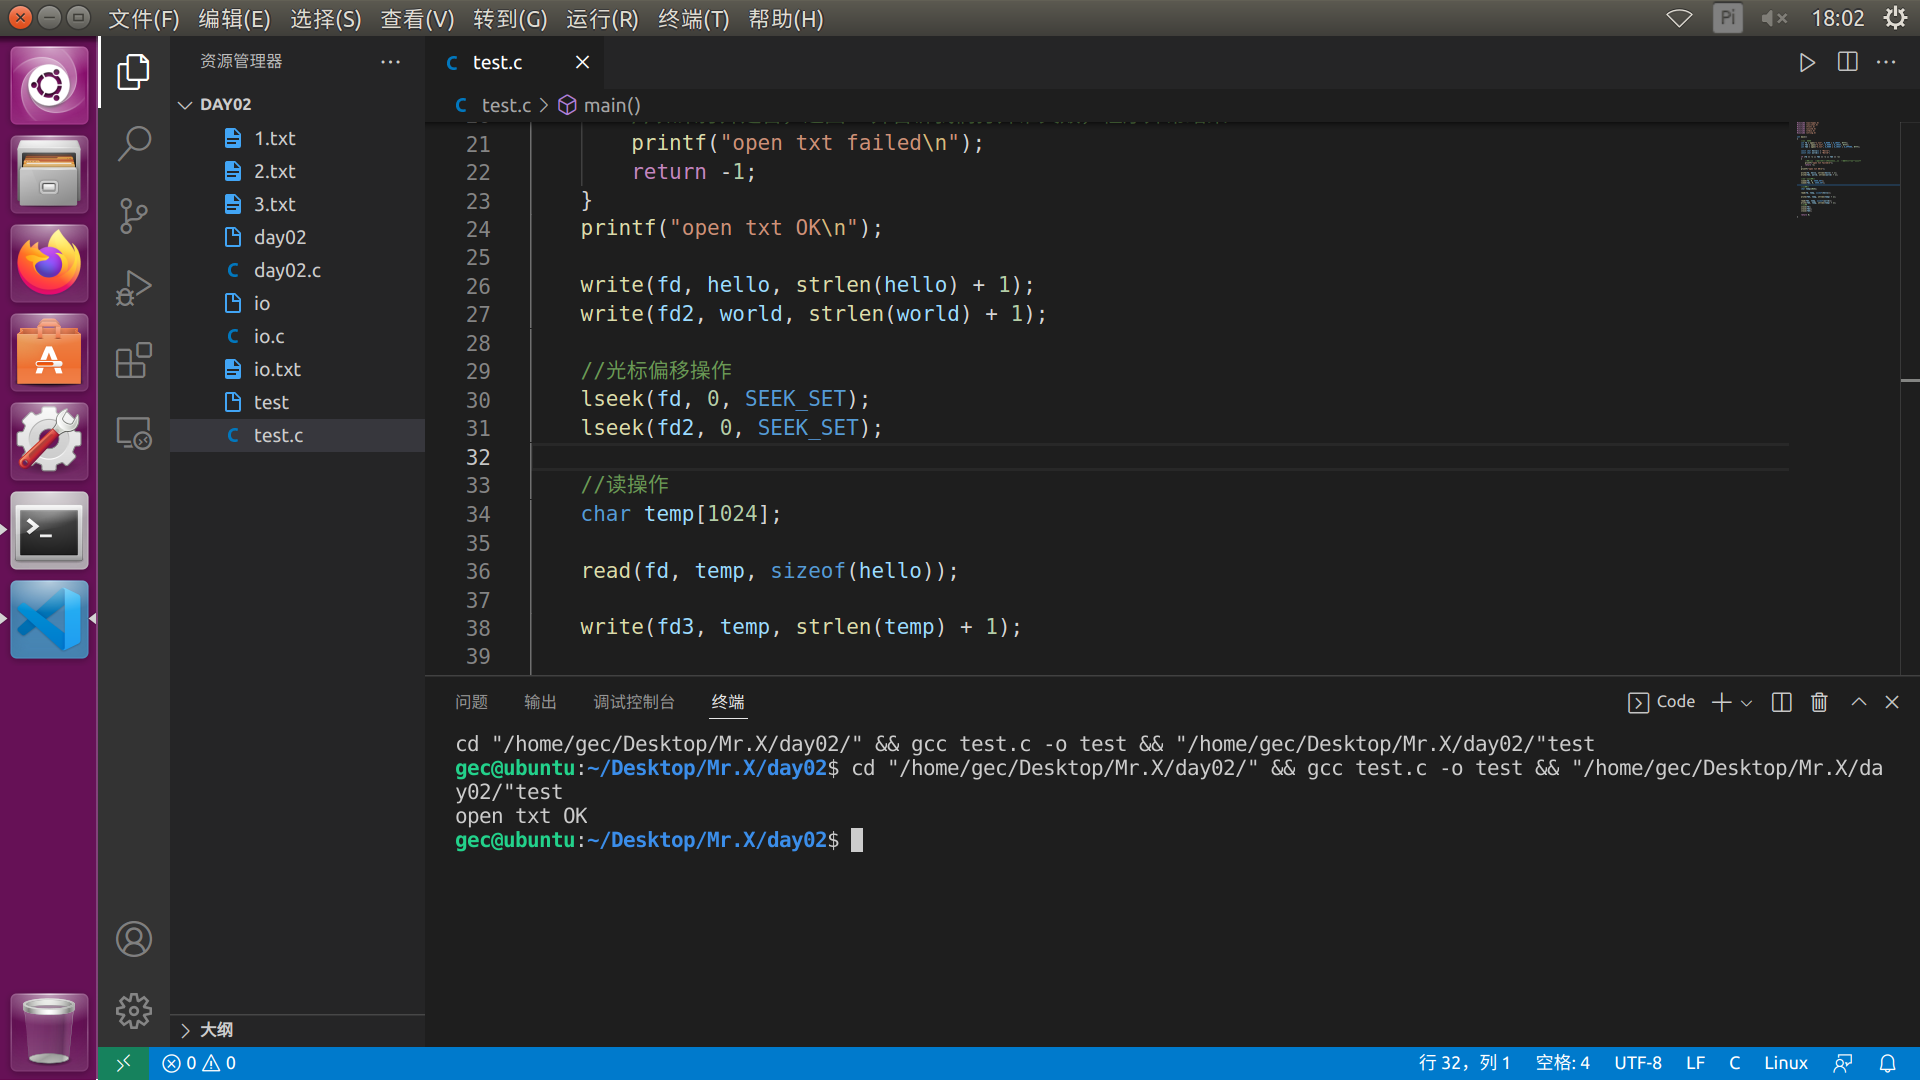 文件(F) 编辑(E) 选择(S) 查看(V) 转到(G) 运行(R) 终端(T) 帮助(H) Pi 18:02
资源管理器 ···
DAY02
1.txt
2.txt
3.txt
day02
C day02.c
io
C io.c
io.txt
test
C test.c
大纲
C test.c
C test.c > main()
21 printf("open txt failed\n");
22 return -1;
23 }
24 printf("open txt OK\n");
25
26 write(fd, hello, strlen(hello) + 1);
27 write(fd2, world, strlen(world) + 1);
28
29 //光标偏移操作
30 lseek(fd, 0, SEEK_SET);
31 lseek(fd2, 0, SEEK_SET);
32
33 //读操作
34 char temp[1024];
35
36 read(fd, temp, sizeof(hello));
37
38 write(fd3, temp, strlen(temp) + 1);
39
问题 输出 调试控制台 终端 Code
cd "/home/gec/Desktop/Mr.X/day02/" && gcc test.c -o test && "/home/gec/Desktop/Mr.X/day02/"test
gec@ubuntu:~/Desktop/Mr.X/day02$ cd "/home/gec/Desktop/Mr.X/day02/" && gcc test.c -o test && "/home/gec/Desktop/Mr.X/da
y02/"test
open txt OK
gec@ubuntu:~/Desktop/Mr.X/day02$
0 0 行 32，列 1 空格: 4 UTF-8 LF C Linux